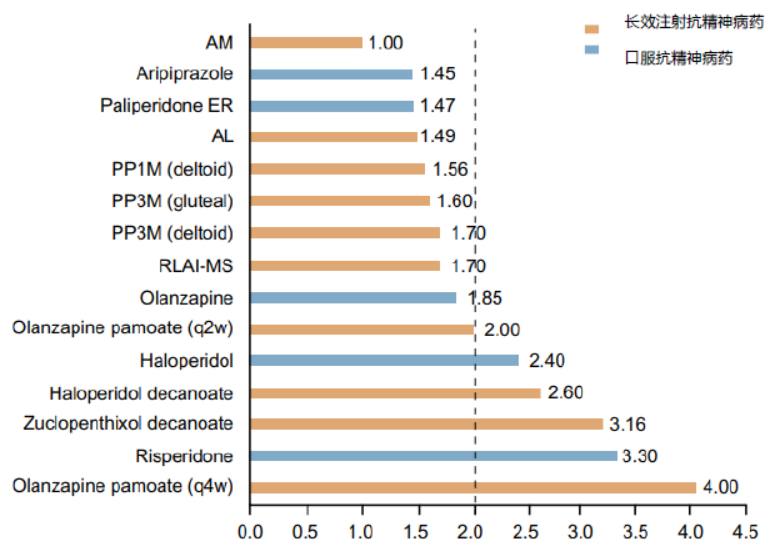 长效注射抗精神病药
口服抗精神病药
AM 1.00
Aripiprazole 1.45
Paliperidone ER 1.47
AL 1.49
PP1M (deltoid) 1.56
PP3M (gluteal) 1.60
PP3M (deltoid) 1.70
RLAI-MS 1.70
Olanzapine 1.85
Olanzapine pamoate (q2w) 2.00
Haloperidol 2.40
Haloperidol decanoate 2.60
Zuclopenthixol decanoate 3.16
Risperidone 3.30
Olanzapine pamoate (q4w) 4.00
0.0 0.5 1.0 1.5 2.0 2.5 3.0 3.5 4.0 4.5